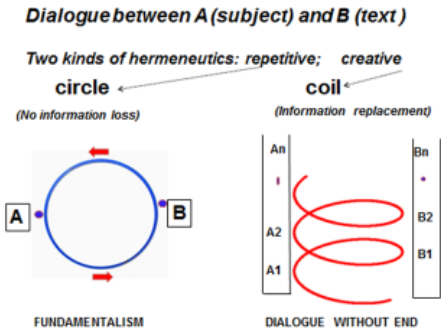 Dialogue between A (subject) and B (text )
Two kinds of hermeneutics: repetitive; creative
circle
coil
(No information loss)
(Information replacement)
An
Bn
A
B
A2
B2
A1
B1
FUNDAMENTALISM
DIALOGUE WITHOUT END